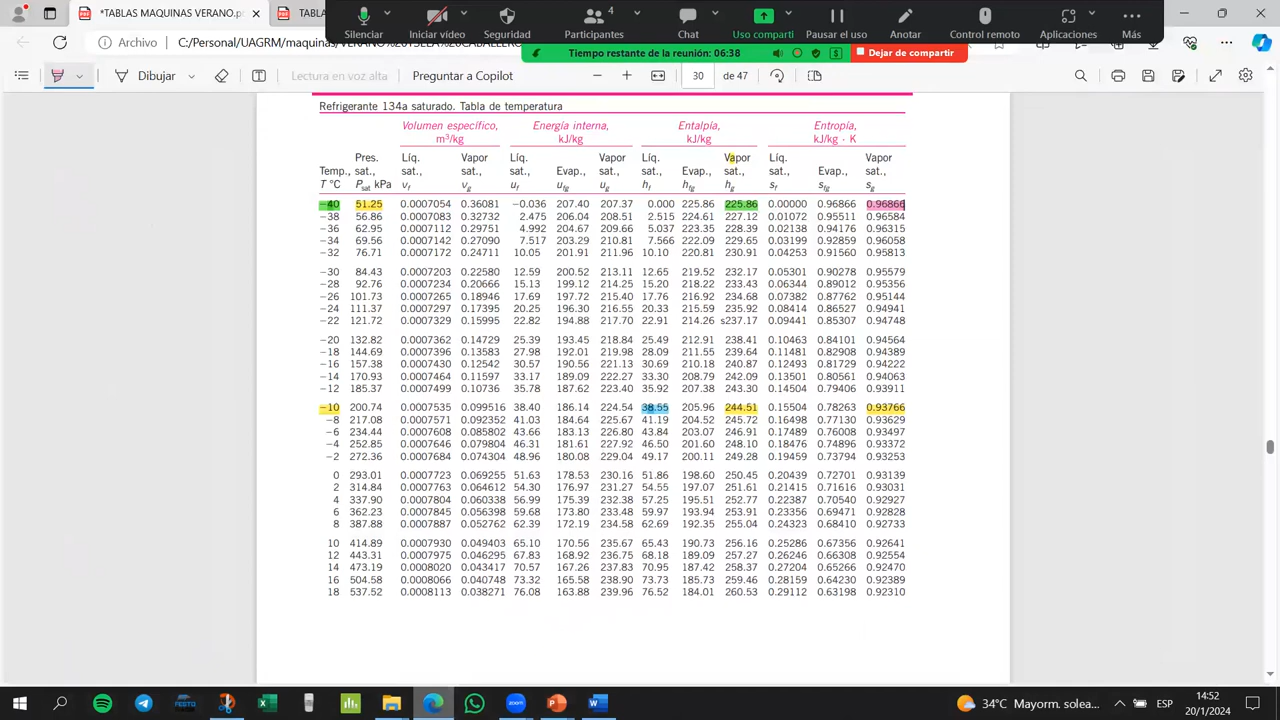 *TABLAS MAQUINAS VERANO.p
TABL
Silenciar
Iniciar vídeo
Seguridad
4
Participantes
Chat
Uso comparti
Pausar el uso
Anotar
Control remoto
Aplicaciones
Más
Archivo
C:/Personal/UAGRM/maquinas/
Tiempo restante de la reunión: 06:38
Dejar de compartir
Dibujar
Lectura en voz alta
Preguntar a Copilot
30 de 47
Refrigerante 134a saturado. Tabla de temperatura
Volumen específico, Energía interna, Entalpía, Entropía,
m³/kg kJ/kg kJ/kg kJ/kg · K
Pres. Líq. Vapor Líq. Vapor Líq. Vapor Líq. Vapor
Temp., sat., sat., sat., sat., Evap., sat., sat., Evap., sat., sat., Evap., sat.,
T °C Psat kPa vf vg uf ufg ug hf hfg hg sf sfg sg
−40 51.25 0.0007054 0.36081 −0.036 207.40 207.37 0.000 225.86 225.86 0.00000 0.96866 0.96866
−38 56.86 0.0007083 0.32732 2.475 206.04 208.51 2.515 224.61 227.12 0.01072 0.95511 0.96584
−36 62.95 0.0007112 0.29751 4.992 204.67 209.66 5.037 223.35 228.39 0.02138 0.94176 0.96315
−34 69.56 0.0007142 0.27090 7.517 203.29 210.81 7.566 222.09 229.65 0.03199 0.92859 0.96058
−32 76.71 0.0007172 0.24711 10.05 201.91 211.96 10.10 220.81 230.91 0.04253 0.91560 0.95813
−30 84.43 0.0007203 0.22580 12.59 200.52 213.11 12.65 219.52 232.17 0.05301 0.90278 0.95579
−28 92.76 0.0007234 0.20666 15.13 199.12 214.25 15.20 218.22 233.43 0.06344 0.89012 0.95356
−26 101.73 0.0007265 0.18946 17.69 197.72 215.40 17.76 216.92 234.68 0.07382 0.87762 0.95144
−24 111.37 0.0007297 0.17395 20.25 196.30 216.55 20.33 215.59 235.92 0.08414 0.86527 0.94941
−22 121.72 0.0007329 0.15995 22.82 194.88 217.70 22.91 214.26 s237.17 0.09441 0.85307 0.94748
−20 132.82 0.0007362 0.14729 25.39 193.45 218.84 25.49 212.91 238.41 0.10463 0.84101 0.94564
−18 144.69 0.0007396 0.13583 27.98 192.01 219.98 28.09 211.55 239.64 0.11481 0.82908 0.94389
−16 157.38 0.0007430 0.12542 30.57 190.56 221.13 30.69 210.18 240.87 0.12493 0.81729 0.94222
−14 170.93 0.0007464 0.11597 33.17 189.09 222.27 33.30 208.79 242.09 0.13501 0.80561 0.94063
−12 185.37 0.0007499 0.10736 35.78 187.62 223.40 35.92 207.38 243.30 0.14504 0.79406 0.93911
−10 200.74 0.0007535 0.099516 38.40 186.14 224.54 38.55 205.96 244.51 0.15504 0.78263 0.93766
−8 217.08 0.0007571 0.092352 41.03 184.64 225.67 41.19 204.52 245.72 0.16498 0.77130 0.93629
−6 234.44 0.0007608 0.085802 43.66 183.13 226.80 43.84 203.07 246.91 0.17489 0.76008 0.93497
−4 252.85 0.0007646 0.079804 46.31 181.61 227.92 46.50 201.60 248.10 0.18476 0.74896 0.93372
−2 272.36 0.0007684 0.074304 48.96 180.08 229.04 49.17 200.11 249.28 0.19459 0.73794 0.93253
0 293.01 0.0007723 0.069255 51.63 178.53 230.16 51.86 198.60 250.45 0.20439 0.72701 0.93139
2 314.84 0.0007763 0.064612 54.30 176.97 231.27 54.55 197.07 251.61 0.21415 0.71616 0.93031
4 337.90 0.0007804 0.060338 56.99 175.39 232.38 57.25 195.51 252.77 0.22387 0.70540 0.92927
6 362.23 0.0007845 0.056398 59.68 173.80 233.48 59.97 193.94 253.91 0.23356 0.69471 0.92828
8 387.88 0.0007887 0.052762 62.39 172.19 234.58 62.69 192.35 255.04 0.24323 0.68410 0.92733
10 414.89 0.0007930 0.049403 65.10 170.56 235.67 65.43 190.73 256.16 0.25286 0.67356 0.92641
12 443.31 0.0007975 0.046295 67.83 168.92 236.75 68.18 189.09 257.27 0.26246 0.66308 0.92554
14 473.19 0.0008020 0.043417 70.57 167.26 237.83 70.95 187.42 258.37 0.27204 0.65266 0.92470
16 504.58 0.0008066 0.040748 73.32 165.58 238.90 73.73 185.73 259.46 0.28159 0.64230 0.92389
18 537.52 0.0008113 0.038271 76.08 163.88 239.96 76.52 184.01 260.53 0.29112 0.63198 0.92310
FESTO
zoom
34°C Mayorm. solea...
ESP
14:52
20/1/2024